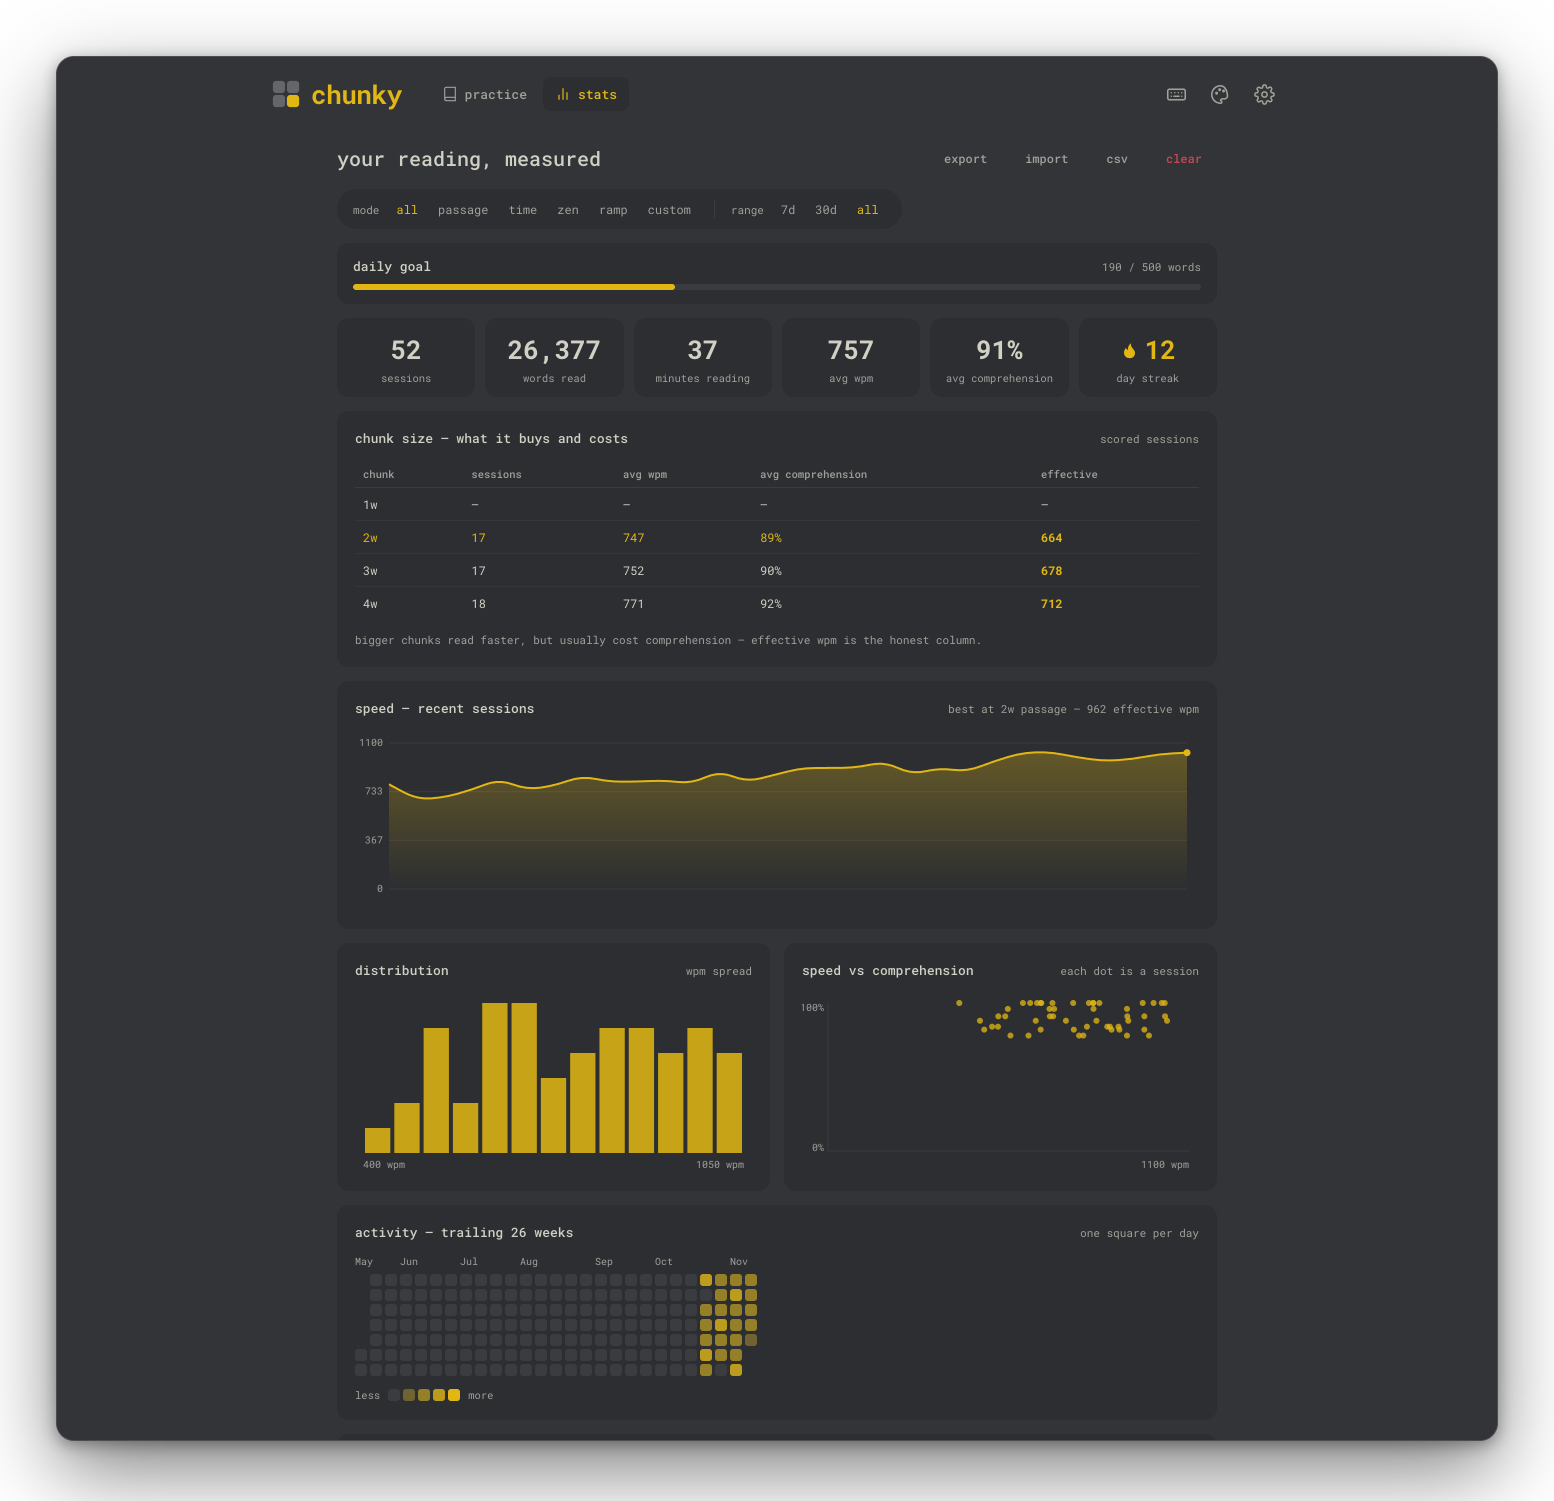 chunky practice stats
your reading, measured export import csv clear
mode all passage time zen ramp custom range 7d 30d all
daily goal 190 / 500 words
52 26,377 37 757 91% 12
sessions words read minutes reading avg wpm avg comprehension day streak
chunk size — what it buys and costs scored sessions
chunk sessions avg wpm avg comprehension effective
1w — — — —
2w 17 747 89% 664
3w 17 752 90% 678
4w 18 771 92% 712
bigger chunks read faster, but usually cost comprehension — effective wpm is the honest column.
speed — recent sessions best at 2w passage — 962 effective wpm
1100
733
367
0
distribution wpm spread
400 wpm 1050 wpm
speed vs comprehension each dot is a session
100%
0%
1100 wpm
activity — trailing 26 weeks one square per day
May Jun Jul Aug Sep Oct Nov
less more